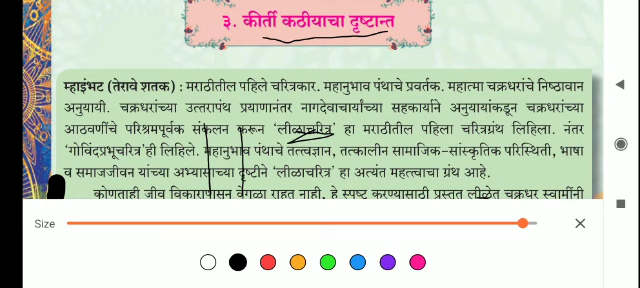 ३. कीर्ती कठीयाचा दृष्टान्त
म्हाइंभट (तेरावे शतक) : मराठीतील पहिले चरित्रकार. महानुभाव पंथाचे प्रवर्तक. महात्मा चक्रधरांचे निष्ठावान
अनुयायी. चक्रधरांच्या उत्तरापंथ प्रयाणानंतर नागदेवाचार्यांच्या सहकार्याने अनुयायांकडून चक्रधरांच्या
आठवणींचे परिश्रमपूर्वक संकलन करून ‘लीळाचरित्र’ हा मराठीतील पहिला चरित्रग्रंथ लिहिला. नंतर
‘गोविंदप्रभूचरित्र’ही लिहिले. महानुभाव पंथाचे तत्त्वज्ञान, तत्कालीन सामाजिक-सांस्कृतिक परिस्थिती, भाषा
व समाजजीवन यांच्या अभ्यासाच्या दृष्टीने ‘लीळाचरित्र’ हा अत्यंत महत्त्वाचा ग्रंथ आहे.
कोणताही जीव विकारापासून वेगळा राहत नाही, हे स्पष्ट करण्यासाठी प्रस्तुत लीळेत चक्रधर स्वामींनी
Size